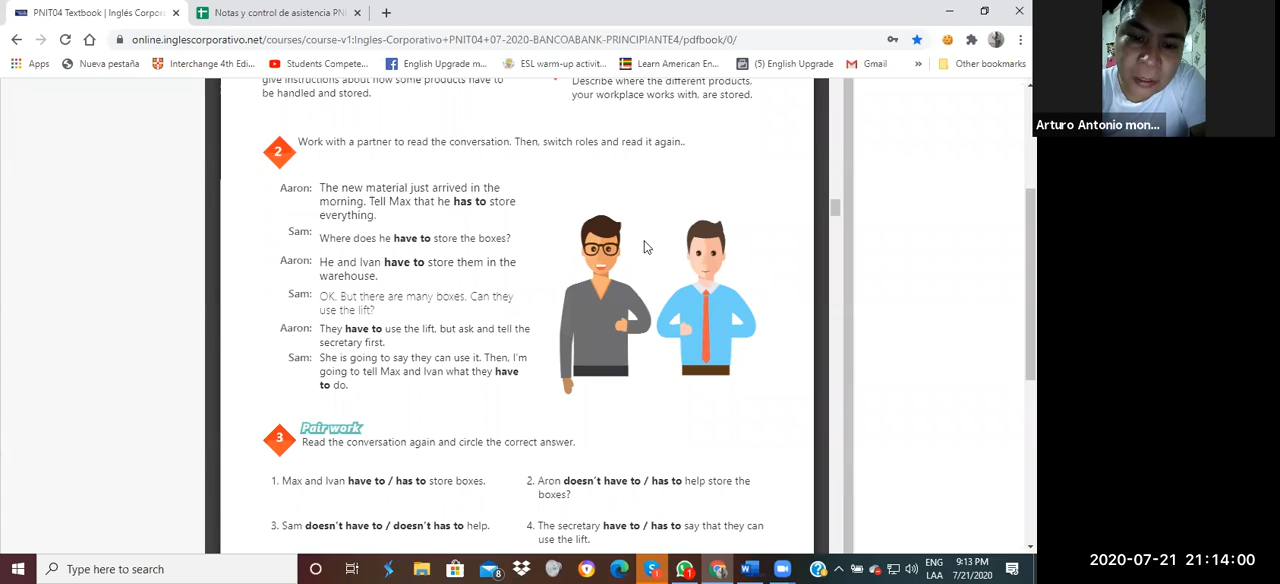 PNIT04 Textbook | Inglés Corpor
Notas y control de asistencia PN
online.inglescorporativo.net/courses/course-v1:Ingles-Corporativo+PNIT04+07-2020-BANCOABANK-PRINCIPIANTE4/pdfbook/0/
Apps
Nueva pestaña
Interchange 4th Edi...
Students Compete...
English Upgrade m...
ESL warm-up activit...
Learn American En...
(5) English Upgrade
Gmail
»
Other bookmarks
give instructions about how some products have to
be handled and stored.
Describe where the different products,
your workplace works with, are stored.
2
Work with a partner to read the conversation. Then, switch roles and read it again..
Aaron: The new material just arrived in the
morning. Tell Max that he has to store
everything.
Sam: Where does he have to store the boxes?
Aaron: He and Ivan have to store them in the
warehouse.
Sam: OK. But there are many boxes. Can they
use the lift?
Aaron: They have to use the lift, but ask and tell the
secretary first.
Sam: She is going to say they can use it. Then, I'm
going to tell Max and Ivan what they have
to do.
3
Pair work
Read the conversation again and circle the correct answer.
1. Max and Ivan have to / has to store boxes.
2. Aron doesn't have to / has to help store the
boxes?
3. Sam doesn't have to / doesn't has to help.
4. The secretary have to / has to say that they can
use the lift.
Arturo Antonio mon...
Type here to search
8
1
ENG
LAA
9:13 PM
7/21/2020
2020-07-21 21:14:00